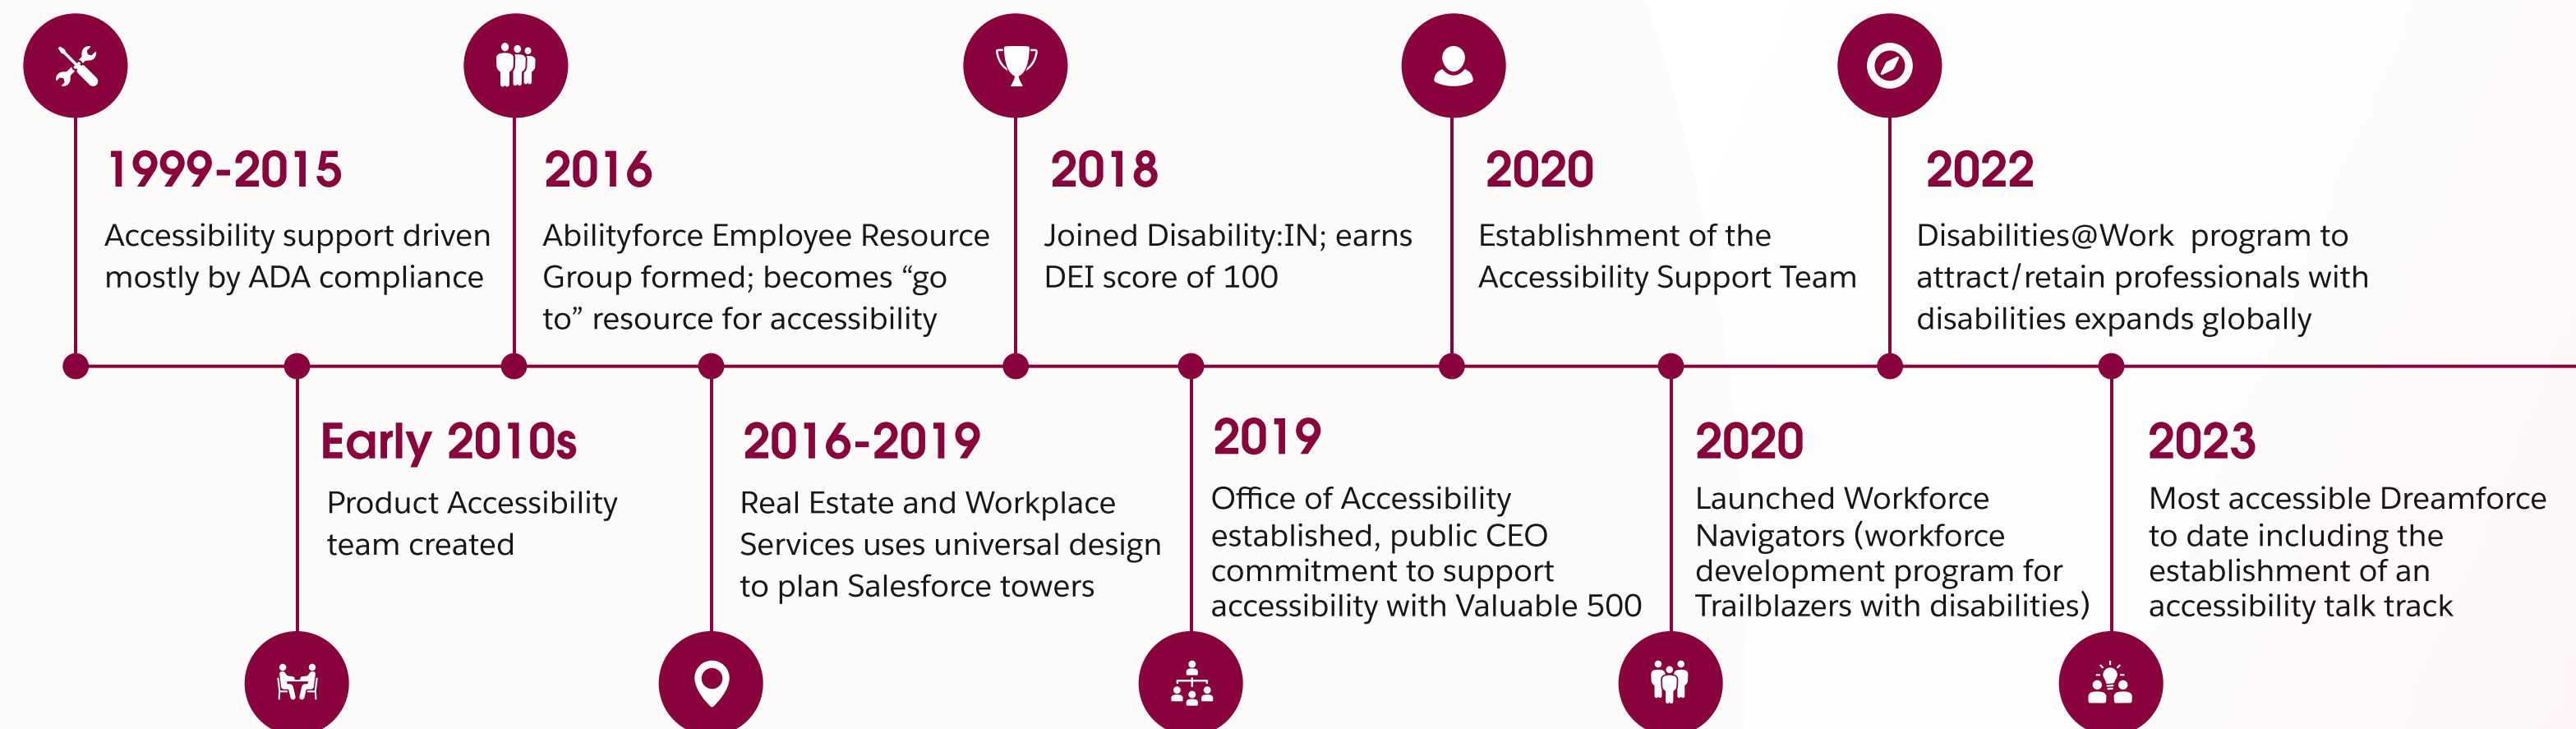 1999-2015
Accessibility support driven
mostly by ADA compliance
Early 2010s
Product Accessibility
team created
2016
Abilityforce Employee Resource
Group formed; becomes “go
to” resource for accessibility
2016-2019
Real Estate and Workplace
Services uses universal design
to plan Salesforce towers
2018
Joined Disability:IN; earns
DEI score of 100
2019
Office of Accessibility
established, public CEO
commitment to support
accessibility with Valuable 500
2020
Establishment of the
Accessibility Support Team
2020
Launched Workforce
Navigators (workforce
development program for
Trailblazers with disabilities)
2022
Disabilities@Work  program to
attract/retain professionals with
disabilities expands globally
2023
Most accessible Dreamforce
to date including the
establishment of an
accessibility talk track